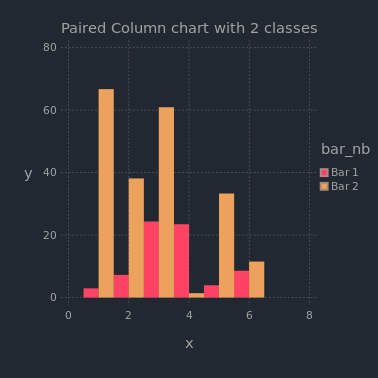 Paired Column chart with 2 classes
80
60
40
20
0
y
0 2 4 6 8
x
bar_nb
Bar 1
Bar 2